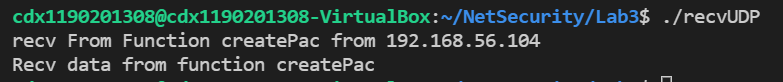 cdx1190201308@cdx1190201308-VirtualBox:~/NetSecurity/Lab3$ ./recvUDP
recv From Function createPac from 192.168.56.104
Recv data from function createPac